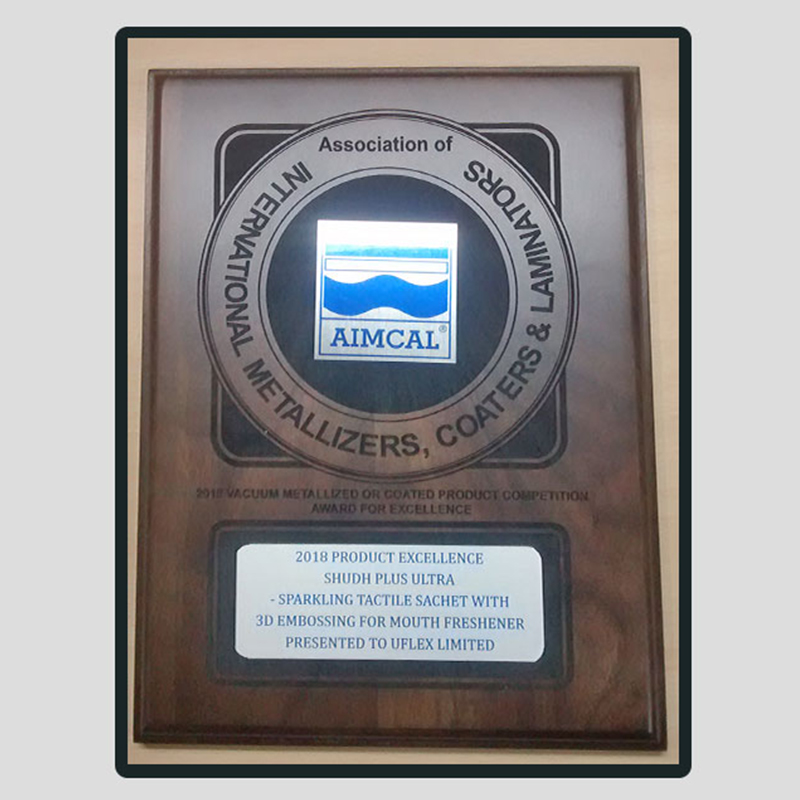 Association of
INTERNATIONAL METALLIZERS, COATERS & LAMINATORS
AIMCAL®
2018 VACUUM METALLIZED OR COATED PRODUCT COMPETITION
AWARD FOR EXCELLENCE
2018 PRODUCT EXCELLENCE
SHUDH PLUS ULTRA
- SPARKLING TACTILE SACHET WITH
3D EMBOSSING FOR MOUTH FRESHENER
PRESENTED TO UFLEX LIMITED